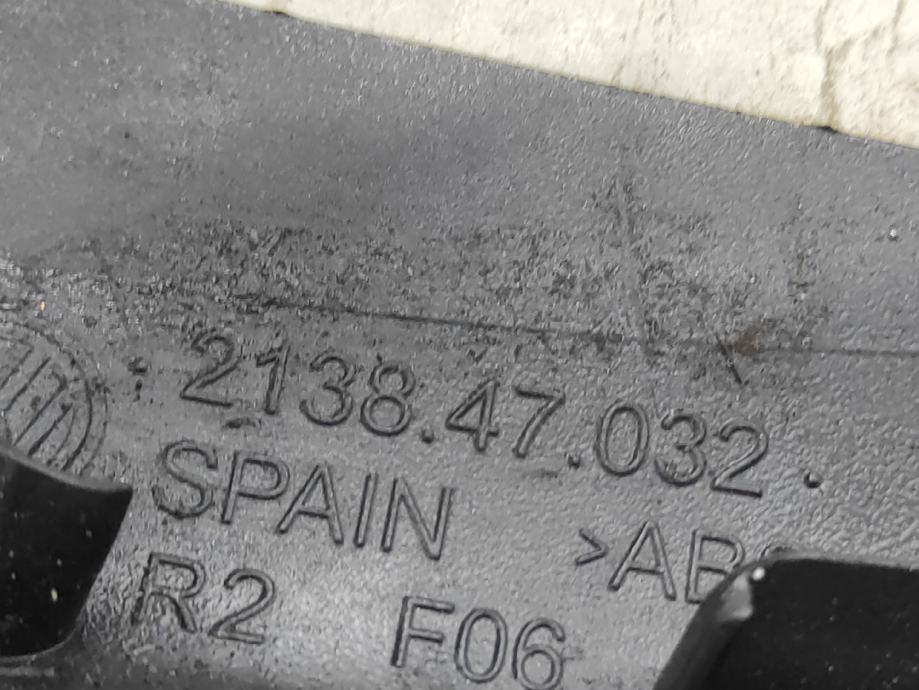 2138.47.032.
SPAIN >AB
R2 F06